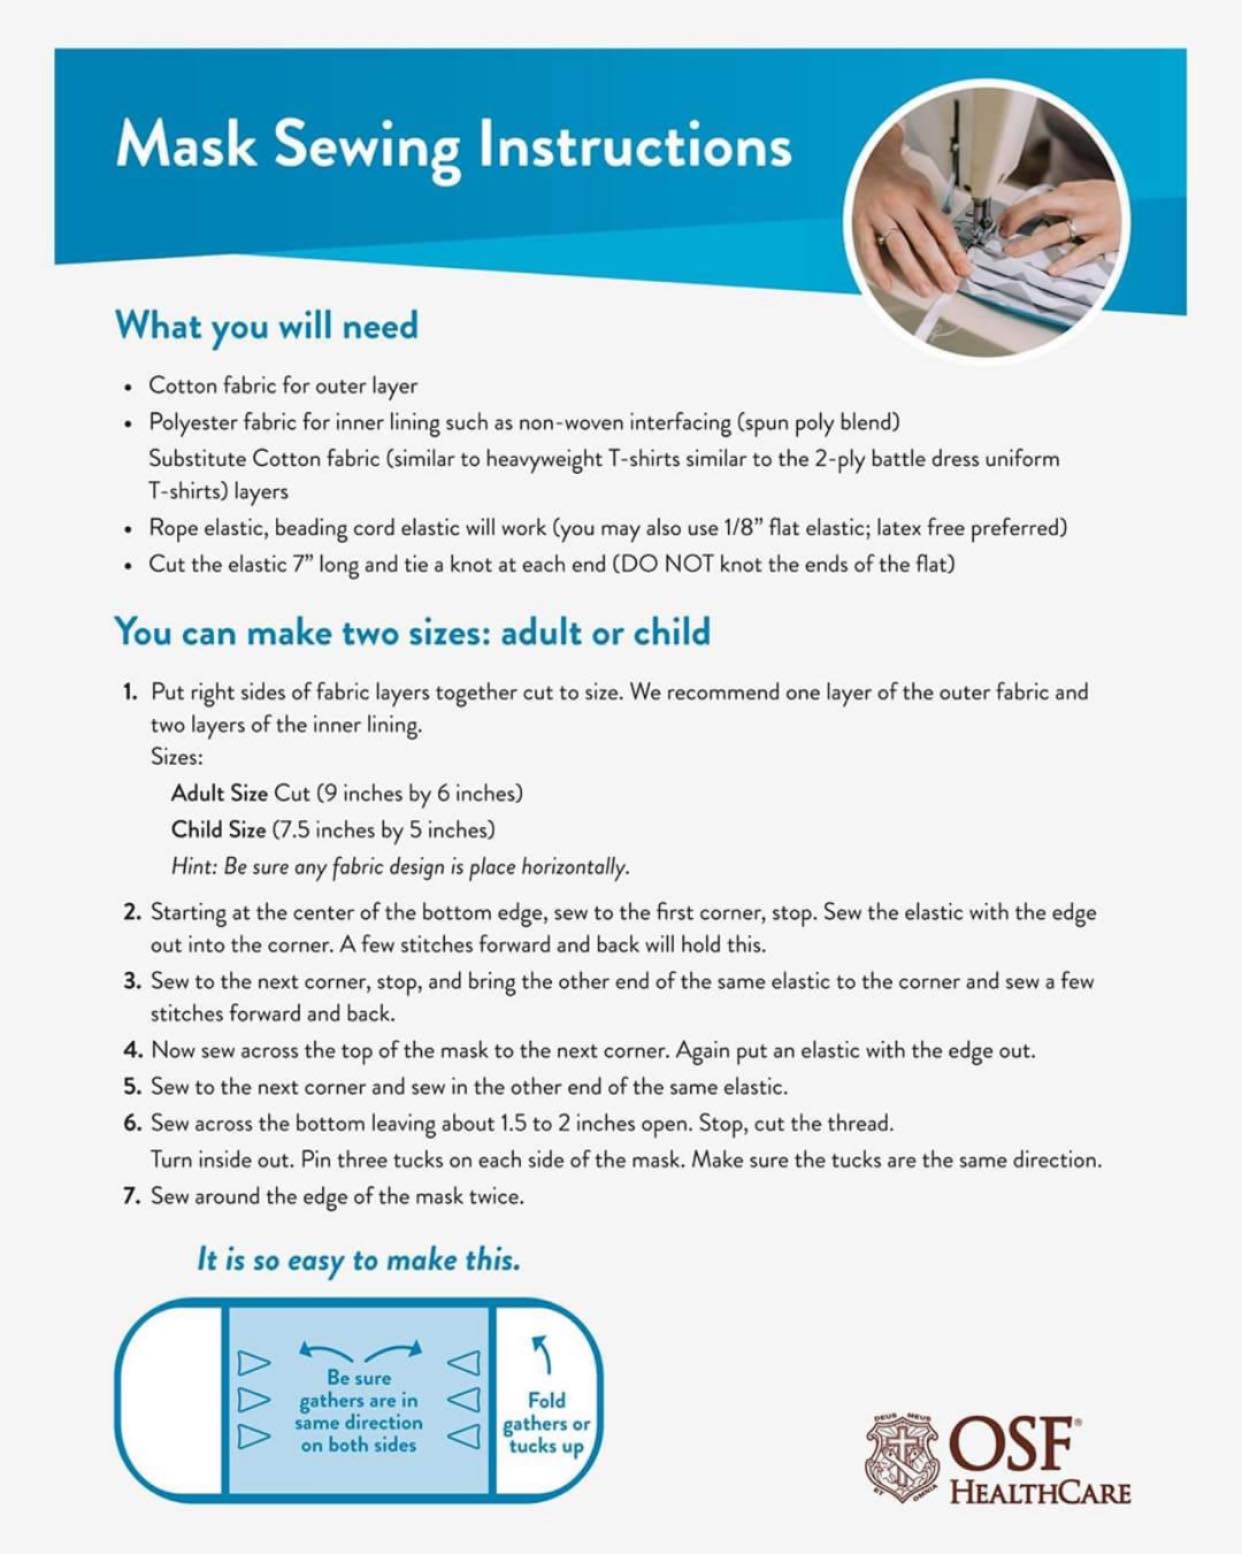 Mask Sewing Instructions
What you will need
• Cotton fabric for outer layer
• Polyester fabric for inner lining such as non-woven interfacing (spun poly blend)
Substitute Cotton fabric (similar to heavyweight T-shirts similar to the 2-ply battle dress uniform
T-shirts) layers
• Rope elastic, beading cord elastic will work (you may also use 1/8” flat elastic; latex free preferred)
• Cut the elastic 7” long and tie a knot at each end (DO NOT knot the ends of the flat)
You can make two sizes: adult or child
1. Put right sides of fabric layers together cut to size. We recommend one layer of the outer fabric and
two layers of the inner lining.
Sizes:
Adult Size Cut (9 inches by 6 inches)
Child Size (7.5 inches by 5 inches)
Hint: Be sure any fabric design is place horizontally.
2. Starting at the center of the bottom edge, sew to the first corner, stop. Sew the elastic with the edge
out into the corner. A few stitches forward and back will hold this.
3. Sew to the next corner, stop, and bring the other end of the same elastic to the corner and sew a few
stitches forward and back.
4. Now sew across the top of the mask to the next corner. Again put an elastic with the edge out.
5. Sew to the next corner and sew in the other end of the same elastic.
6. Sew across the bottom leaving about 1.5 to 2 inches open. Stop, cut the thread.
Turn inside out. Pin three tucks on each side of the mask. Make sure the tucks are the same direction.
7. Sew around the edge of the mask twice.
It is so easy to make this.
Be sure
gathers are in
same direction
on both sides
Fold
gathers or
tucks up
DEUS MEUS
ET OMNIA
OSF®
HEALTHCARE